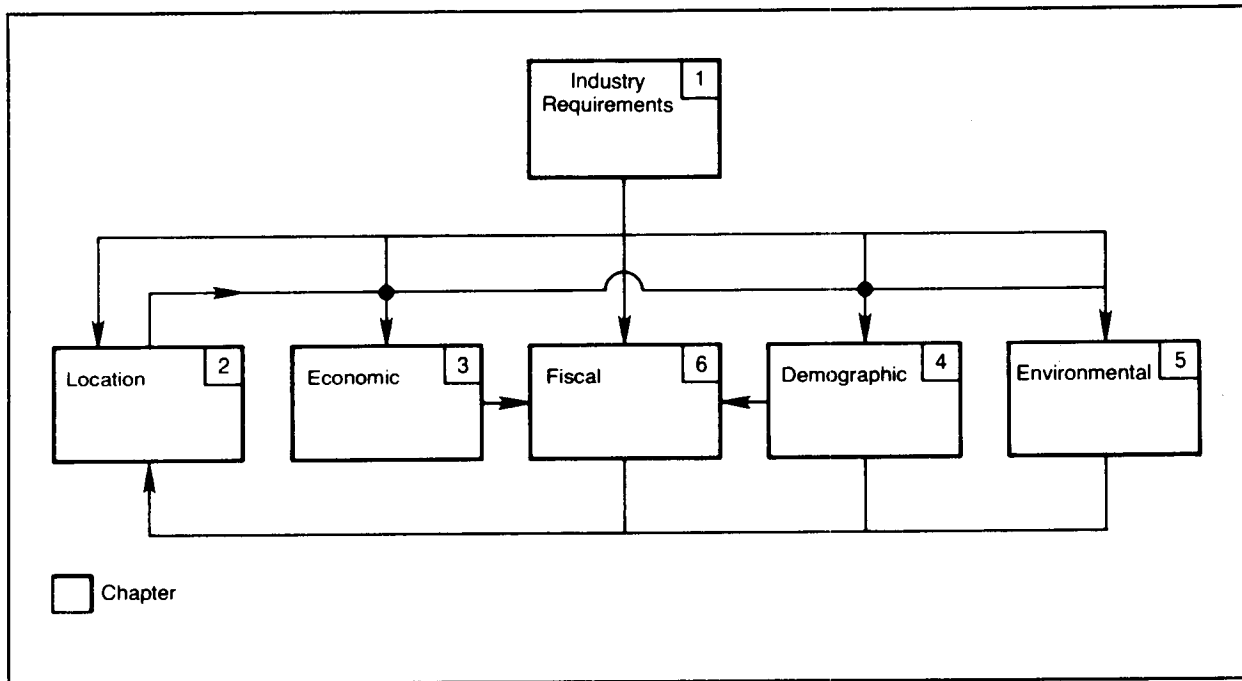 Industry
Requirements
1
Location
2
Economic
3
Fiscal
6
Demographic
4
Environmental
5
Chapter